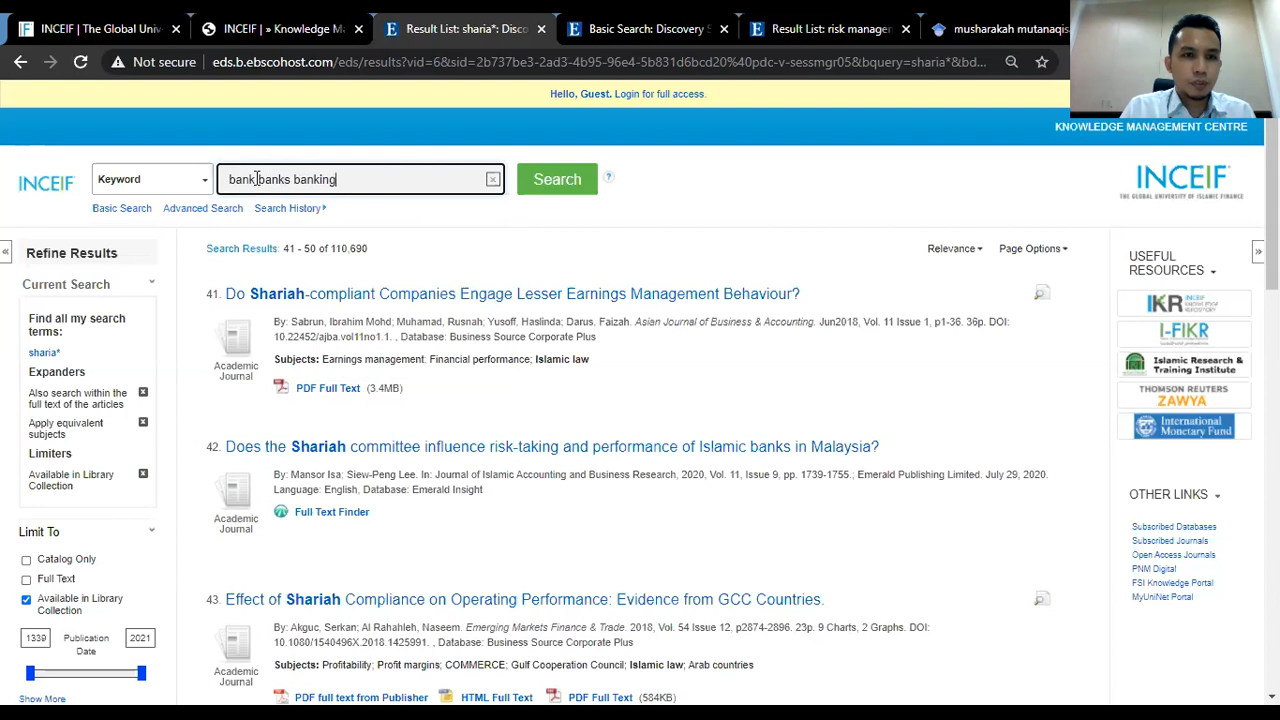 INCEIF | The Global Univ
INCEIF | » Knowledge Ma
Result List: sharia*: Disco
Basic Search: Discovery S
Result List: risk managem
musharakah mutanaqis
Not secure
eds.b.ebscohost.com/eds/results?vid=6&sid=2b737be3-2ad3-4b95-96e4-5b831d6bcd20%40pdc-v-sessmgr05&bquery=sharia*&bd...
Hello, Guest. Login for full access.
KNOWLEDGE MANAGEMENT CENTRE
INCEIF
Keyword
bank banks banking
Search
Basic Search
Advanced Search
Search History
INCEIF
THE GLOBAL UNIVERSITY OF ISLAMIC FINANCE
Refine Results
Current Search
Find all my search
terms:
sharia*
Expanders
Also search within the
full text of the articles
Apply equivalent
subjects
Limiters
Available in Library
Collection
Limit To
Catalog Only
Full Text
Available in Library
Collection
1339
Publication
Date
2021
Show More
Search Results: 41 - 50 of 110,690
Relevance
Page Options
41. Do Shariah-compliant Companies Engage Lesser Earnings Management Behaviour?
By: Sabrun, Ibrahim Mohd; Muhamad, Rusnah; Yusoff, Haslinda; Darus, Faizah. Asian Journal of Business & Accounting. Jun2018, Vol. 11 Issue 1, p1-36. 36p. DOI:
10.22452/ajba.vol11no1.1. , Database: Business Source Corporate Plus
Subjects: Earnings management; Financial performance; Islamic law
Academic
Journal
PDF Full Text (3.4MB)
42. Does the Shariah committee influence risk-taking and performance of Islamic banks in Malaysia?
By: Mansor Isa; Siew-Peng Lee. In: Journal of Islamic Accounting and Business Research, 2020, Vol. 11, Issue 9, pp. 1739-1755.; Emerald Publishing Limited. July 29, 2020.
Language: English, Database: Emerald Insight
Academic
Journal
Full Text Finder
43. Effect of Shariah Compliance on Operating Performance: Evidence from GCC Countries.
By: Akguc, Serkan; Al Rahahleh, Naseem. Emerging Markets Finance & Trade. 2018, Vol. 54 Issue 12, p2874-2896. 23p. 9 Charts, 2 Graphs. DOI:
10.1080/1540496X.2018.1425991. , Database: Business Source Corporate Plus
Subjects: Profitability; Profit margins; COMMERCE; Gulf Cooperation Council; Islamic law; Arab countries
Academic
Journal
PDF full text from Publisher
HTML Full Text
PDF Full Text (584KB)
USEFUL
RESOURCES
IKR INCEIF KNOWLEDGE REPOSITORY
I-FIKR
Islamic Research &
Training Institute
THOMSON REUTERS
ZAWYA
International
Monetary Fund
OTHER LINKS
Subscribed Databases
Subscribed Journals
Open Access Journals
PNM Digital
FSI Knowledge Portal
MyUniNet Portal